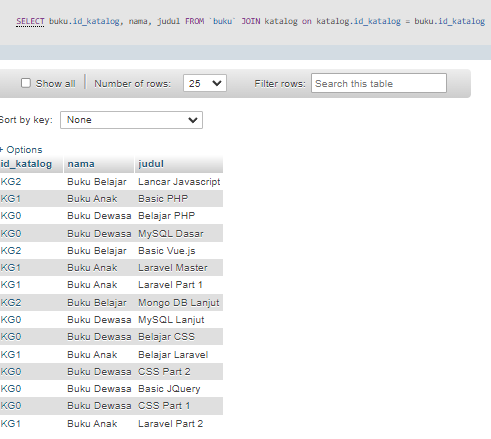 SELECT buku.id_katalog, nama, judul FROM `buku` JOIN katalog on katalog.id_katalog = buku.id_katalog
Show all Number of rows: 25 Filter rows: Search this table
Sort by key: None
+ Options
id_katalog nama judul
KG2 Buku Belajar Lancar Javascript
KG1 Buku Anak Basic PHP
KG0 Buku Dewasa Belajar PHP
KG0 Buku Dewasa MySQL Dasar
KG2 Buku Belajar Basic Vue.js
KG1 Buku Anak Laravel Master
KG1 Buku Anak Laravel Part 1
KG2 Buku Belajar Mongo DB Lanjut
KG0 Buku Dewasa MySQL Lanjut
KG0 Buku Dewasa Belajar CSS
KG1 Buku Anak Belajar Laravel
KG0 Buku Dewasa CSS Part 2
KG0 Buku Dewasa Basic JQuery
KG0 Buku Dewasa CSS Part 1
KG1 Buku Anak Laravel Part 2